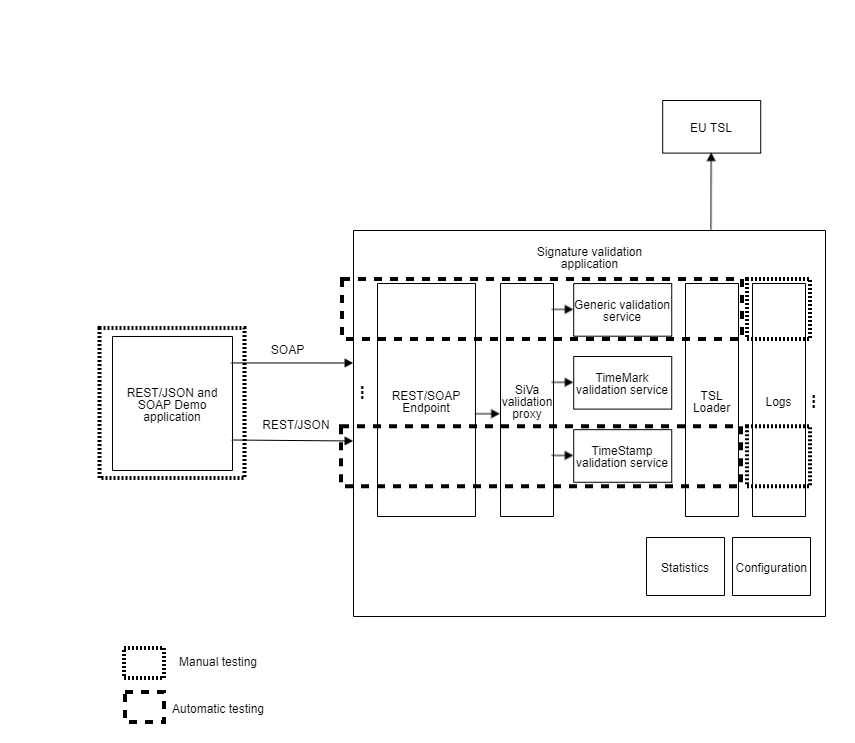 EU TSL
Signature validation
application
Generic validation
service
SOAP
REST/JSON and
SOAP Demo
application
REST/JSON
REST/SOAP
Endpoint
SiVa
validation
proxy
TimeMark
validation service
TSL
Loader
Logs
TimeStamp
validation service
Statistics
Configuration
Manual testing
Automatic testing